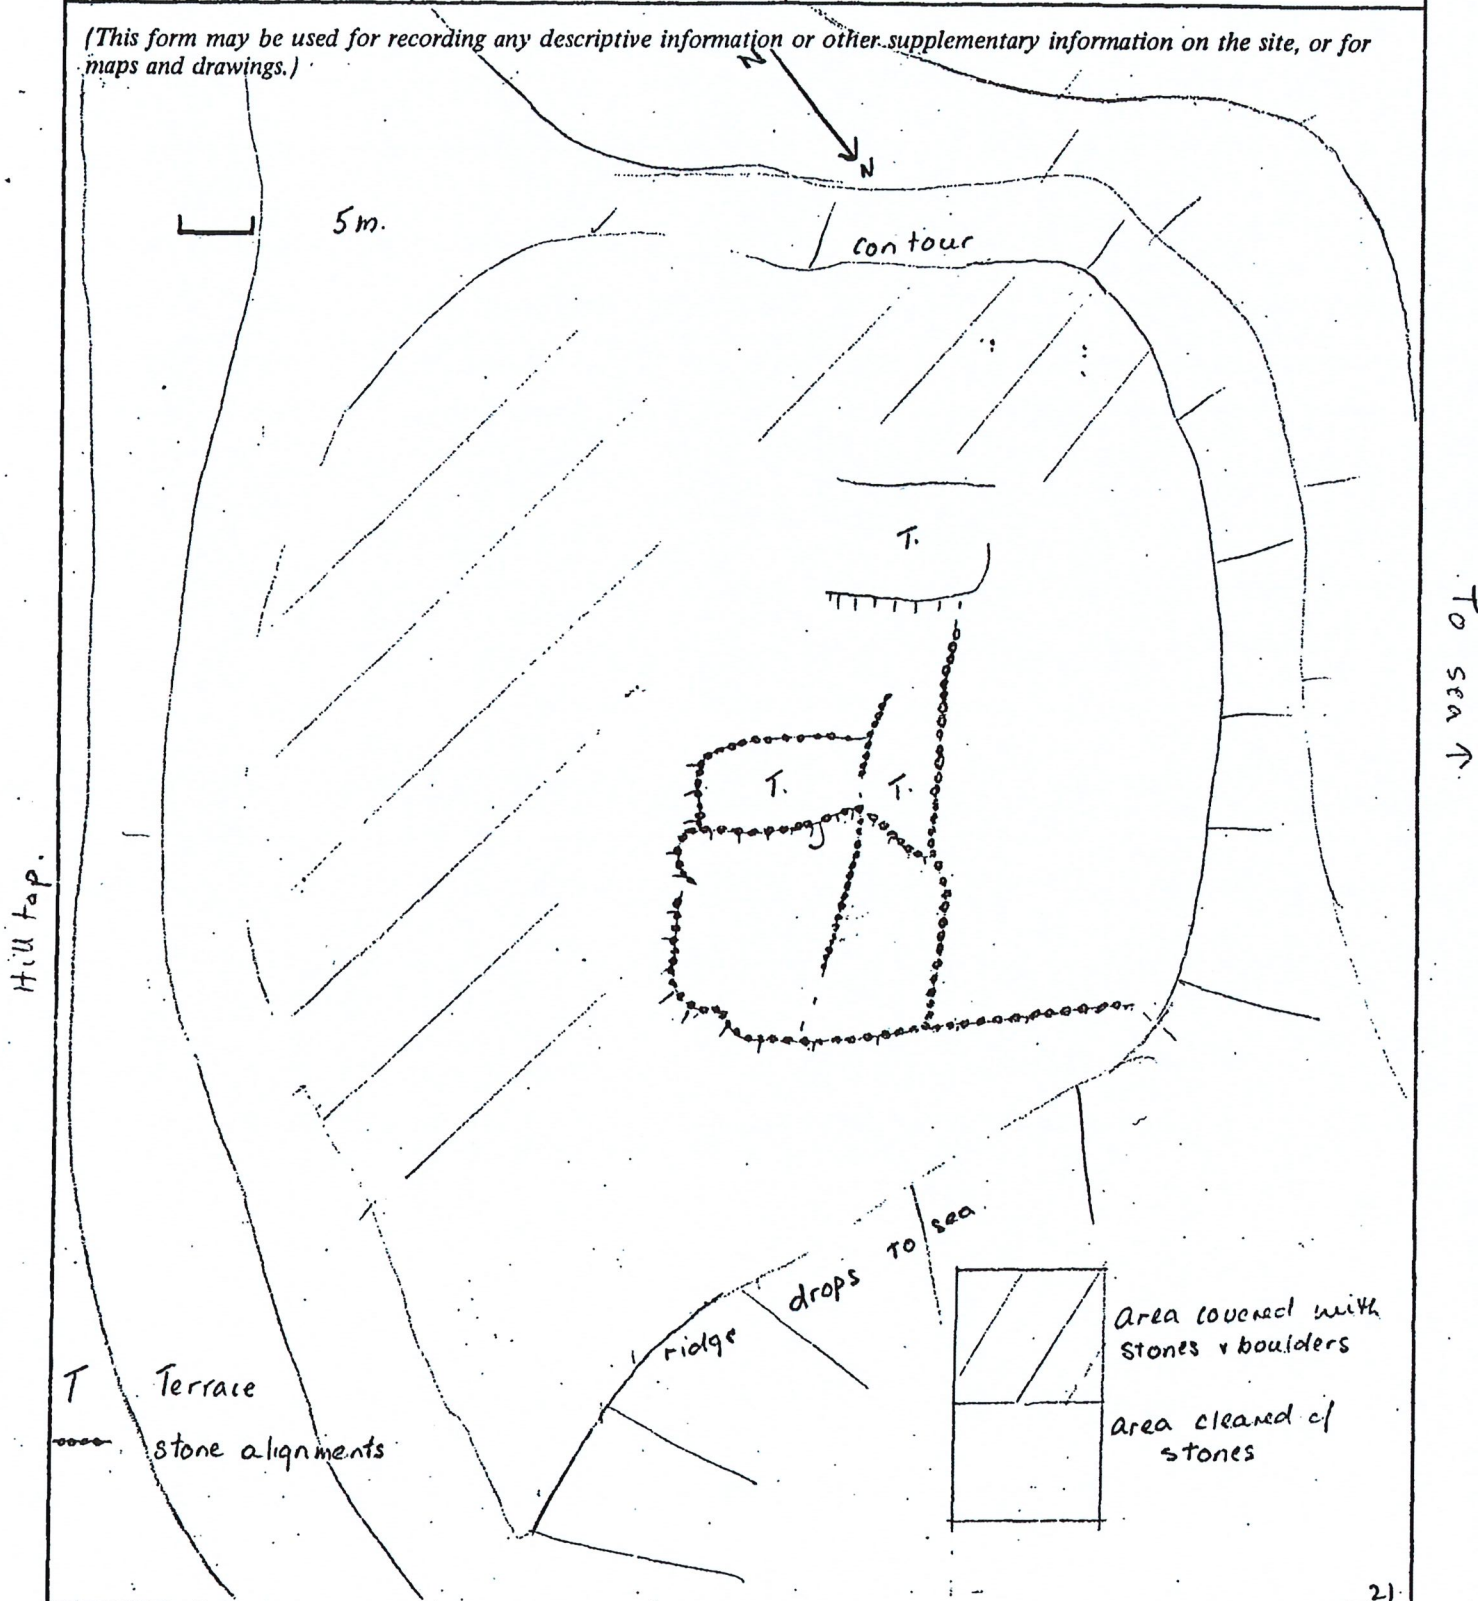 (This form may be used for recording any descriptive information or other supplementary information on the site, or for
maps and drawings.)
N
N
5 m.
contour
T.
To sea ↑
T.
T.
Hill top.
ridge drops to sea.
area covered with
stones & boulders
T Terrace
area cleared of
stones
stone alignments
2).